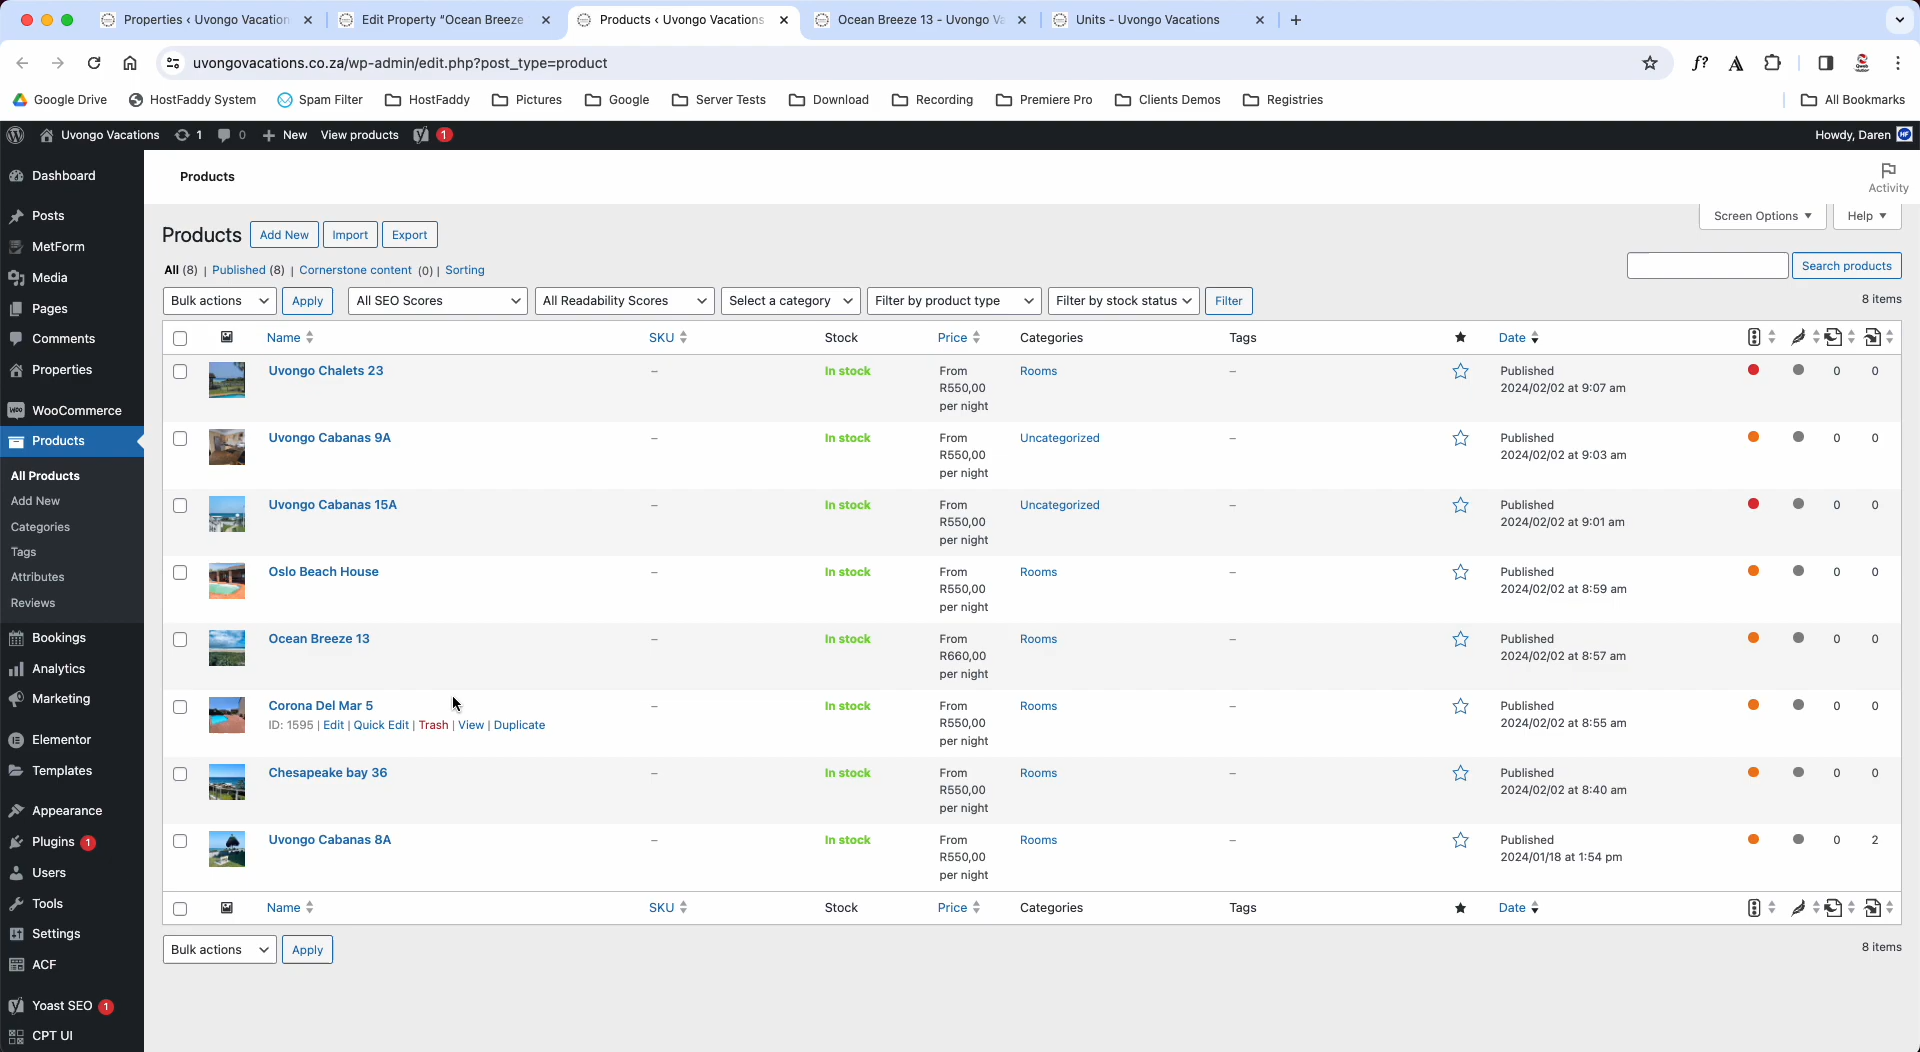 Properties ‹ Uvongo Vacation
Edit Property "Ocean Breeze
Products ‹ Uvongo Vacations
Ocean Breeze 13 - Uvongo Va
Units - Uvongo Vacations
uvongovacations.co.za/wp-admin/edit.php?post_type=product
Google Drive HostFaddy System Spam Filter HostFaddy Pictures Google Server Tests Download Recording Premiere Pro Clients Demos Registries All Bookmarks
Uvongo Vacations 1 0 New View products 1 Howdy, Daren
Dashboard
Posts
MetForm
Media
Pages
Comments
Properties
WooCommerce
Products
All Products
Add New
Categories
Tags
Attributes
Reviews
Bookings
Analytics
Marketing
Elementor
Templates
Appearance
Plugins 1
Users
Tools
Settings
ACF
Yoast SEO 1
CPT UI
Products
Activity
Screen Options Help
Products Add New Import Export
All (8) | Published (8) | Cornerstone content (0) | Sorting
Search products
Bulk actions Apply All SEO Scores All Readability Scores Select a category Filter by product type Filter by stock status Filter
8 items
Name SKU Stock Price Categories Tags Date
Uvongo Chalets 23 – In stock From Rooms – Published 0 0
R550,00 2024/02/02 at 9:07 am
per night
Uvongo Cabanas 9A – In stock From Uncategorized – Published 0 0
R550,00 2024/02/02 at 9:03 am
per night
Uvongo Cabanas 15A – In stock From Uncategorized – Published 0 0
R550,00 2024/02/02 at 9:01 am
per night
Oslo Beach House – In stock From Rooms – Published 0 0
R550,00 2024/02/02 at 8:59 am
per night
Ocean Breeze 13 – In stock From Rooms – Published 0 0
R660,00 2024/02/02 at 8:57 am
per night
Corona Del Mar 5 – In stock From Rooms – Published 0 0
ID: 1595 | Edit | Quick Edit | Trash | View | Duplicate R550,00 2024/02/02 at 8:55 am
per night
Chesapeake bay 36 – In stock From Rooms – Published 0 0
R550,00 2024/02/02 at 8:40 am
per night
Uvongo Cabanas 8A – In stock From Rooms – Published 0 2
R550,00 2024/01/18 at 1:54 pm
per night
Name SKU Stock Price Categories Tags Date
Bulk actions Apply
8 items